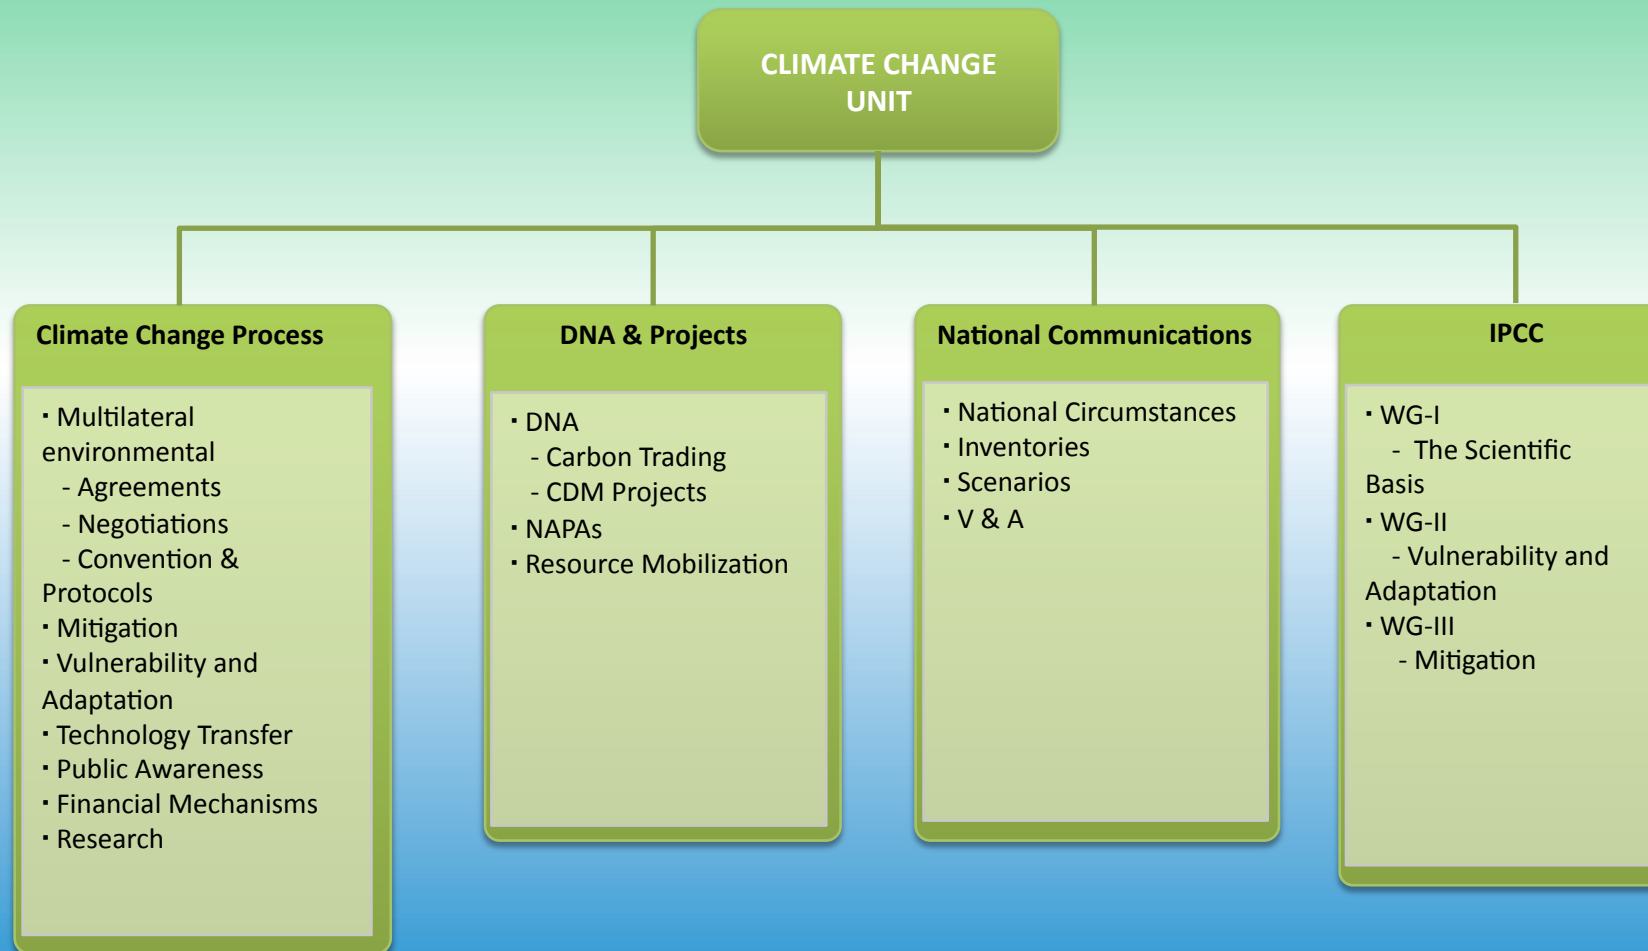 CLIMATE CHANGE
UNIT
Climate Change Process
· Multilateral
environmental
- Agreements
- Negotiations
- Convention &
Protocols
· Mitigation
· Vulnerability and
Adaptation
· Technology Transfer
· Public Awareness
· Financial Mechanisms
· Research
DNA & Projects
· DNA
- Carbon Trading
- CDM Projects
· NAPAs
· Resource Mobilization
National Communications
· National Circumstances
· Inventories
· Scenarios
· V & A
IPCC
· WG-I
- The Scientific
Basis
· WG-II
- Vulnerability and
Adaptation
· WG-III
- Mitigation